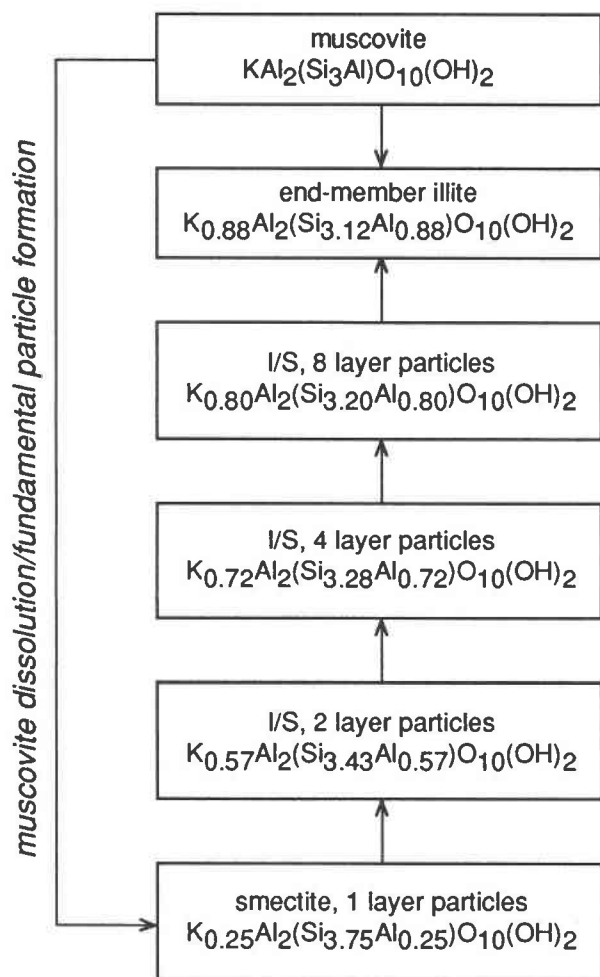 muscovite
KAl2(Si3Al)O10(OH)2
end-member illite
K0.88Al2(Si3.12Al0.88)O10(OH)2
I/S, 8 layer particles
K0.80Al2(Si3.20Al0.80)O10(OH)2
I/S, 4 layer particles
K0.72Al2(Si3.28Al0.72)O10(OH)2
I/S, 2 layer particles
K0.57Al2(Si3.43Al0.57)O10(OH)2
smectite, 1 layer particles
K0.25Al2(Si3.75Al0.25)O10(OH)2
muscovite dissolution/fundamental particle formation